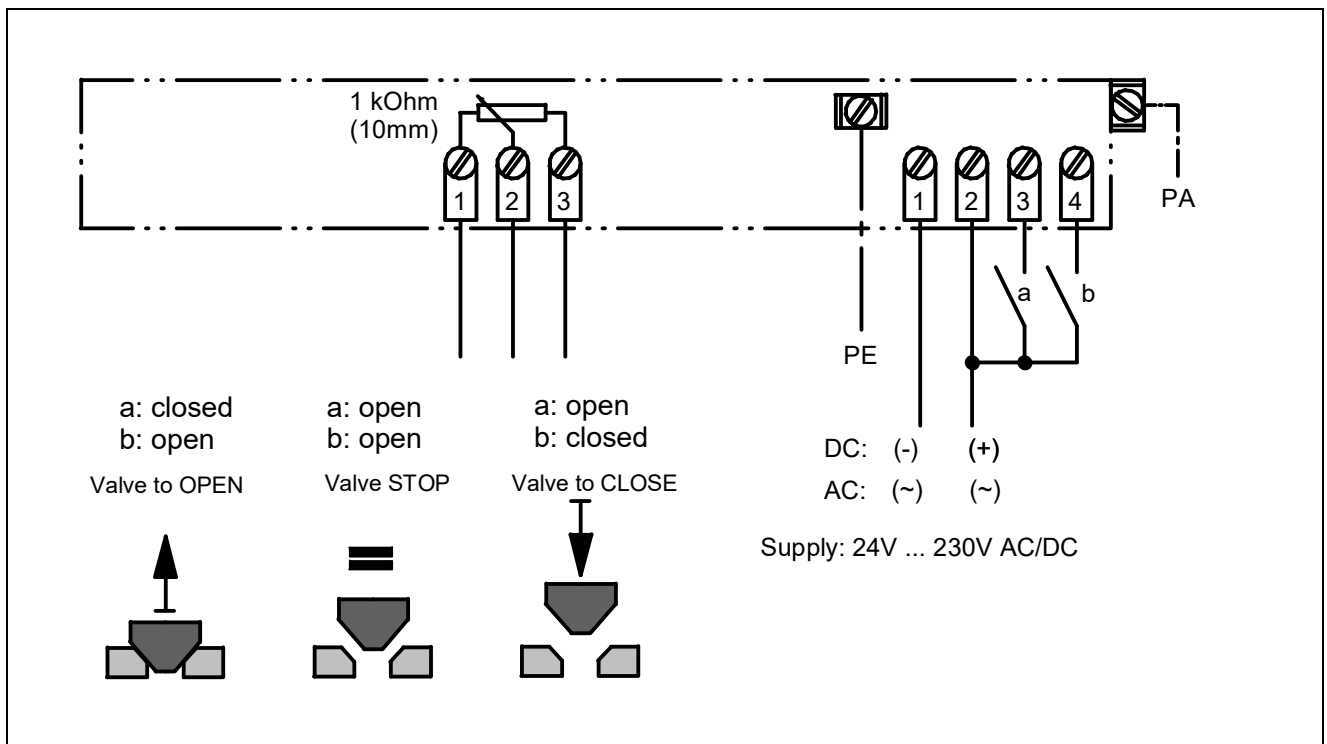 1 kOhm
(10mm)
1 2 3
1 2 3 4
PA
a b
PE
a: closed
b: open
Valve to OPEN
a: open
b: open
Valve STOP
a: open
b: closed
Valve to CLOSE
DC: (-) (+)
AC: (~) (~)
Supply: 24V ... 230V AC/DC